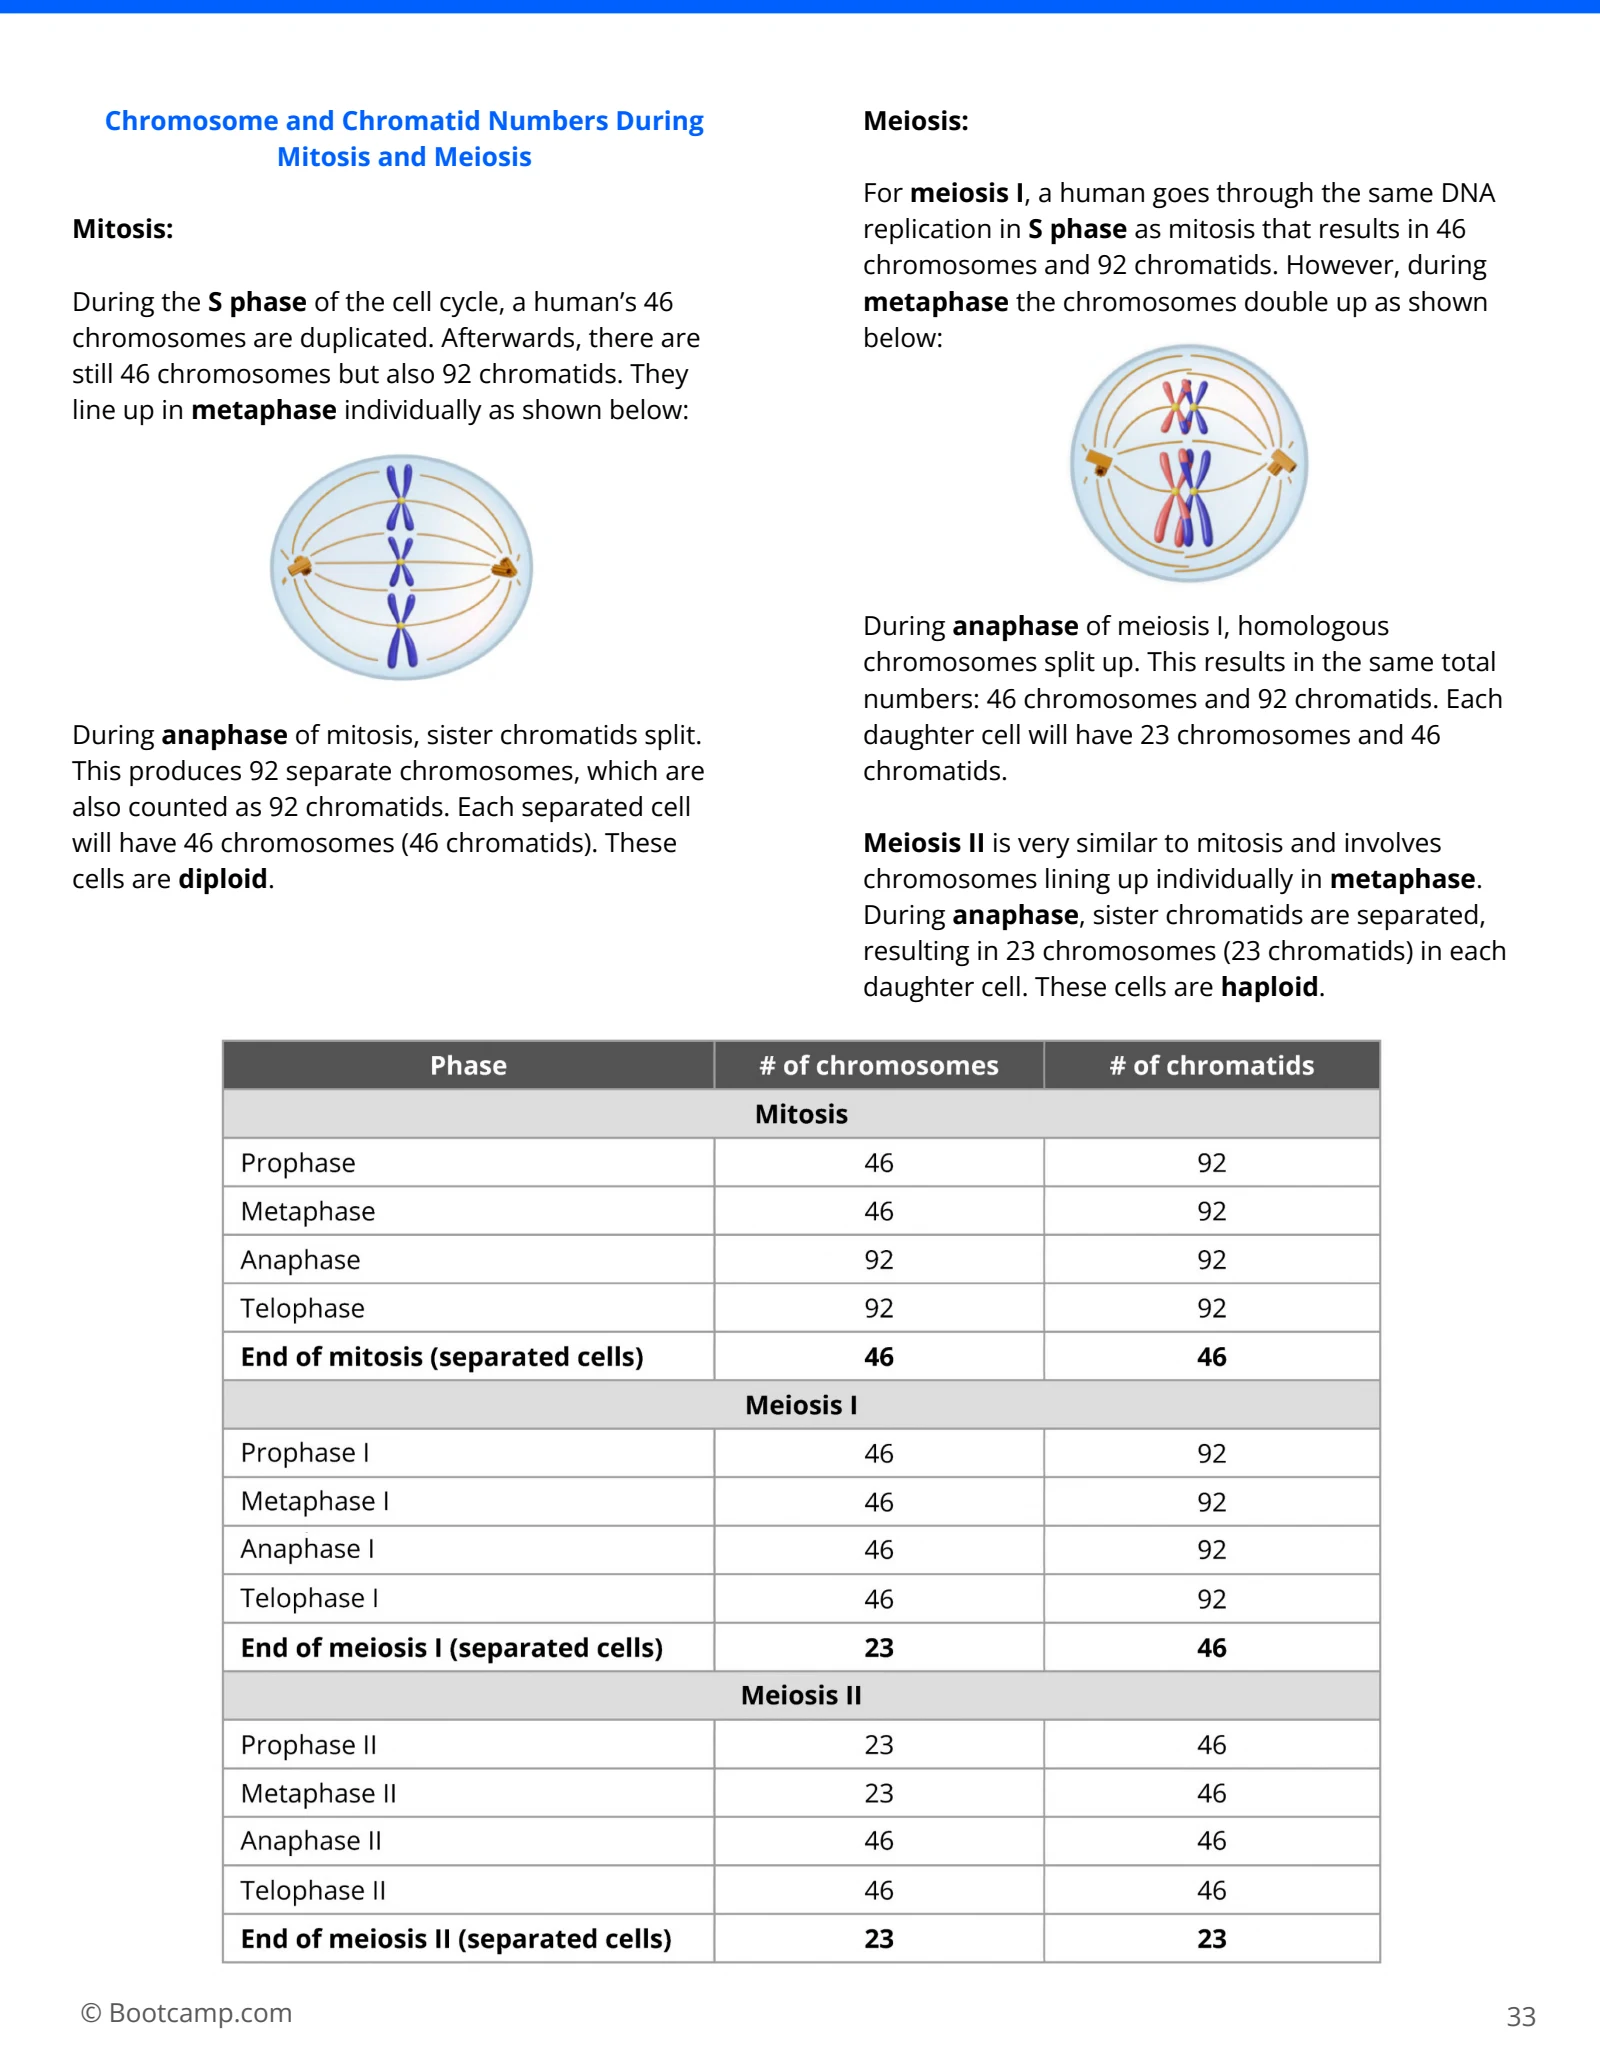 Chromosome and Chromatid Numbers During
Mitosis and Meiosis
Mitosis:
During the S phase of the cell cycle, a human’s 46
chromosomes are duplicated. Afterwards, there are
still 46 chromosomes but also 92 chromatids. They
line up in metaphase individually as shown below:
During anaphase of mitosis, sister chromatids split.
This produces 92 separate chromosomes, which are
also counted as 92 chromatids. Each separated cell
will have 46 chromosomes (46 chromatids). These
cells are diploid.
Meiosis:
For meiosis I, a human goes through the same DNA
replication in S phase as mitosis that results in 46
chromosomes and 92 chromatids. However, during
metaphase the chromosomes double up as shown
below:
During anaphase of meiosis I, homologous
chromosomes split up. This results in the same total
numbers: 46 chromosomes and 92 chromatids. Each
daughter cell will have 23 chromosomes and 46
chromatids.
Meiosis II is very similar to mitosis and involves
chromosomes lining up individually in metaphase.
During anaphase, sister chromatids are separated,
resulting in 23 chromosomes (23 chromatids) in each
daughter cell. These cells are haploid.
Phase # of chromosomes # of chromatids
Mitosis
Prophase 46 92
Metaphase 46 92
Anaphase 92 92
Telophase 92 92
End of mitosis (separated cells) 46 46
Meiosis I
Prophase I 46 92
Metaphase I 46 92
Anaphase I 46 92
Telophase I 46 92
End of meiosis I (separated cells) 23 46
Meiosis II
Prophase II 23 46
Metaphase II 23 46
Anaphase II 46 46
Telophase II 46 46
End of meiosis II (separated cells) 23 23
© Bootcamp.com 33